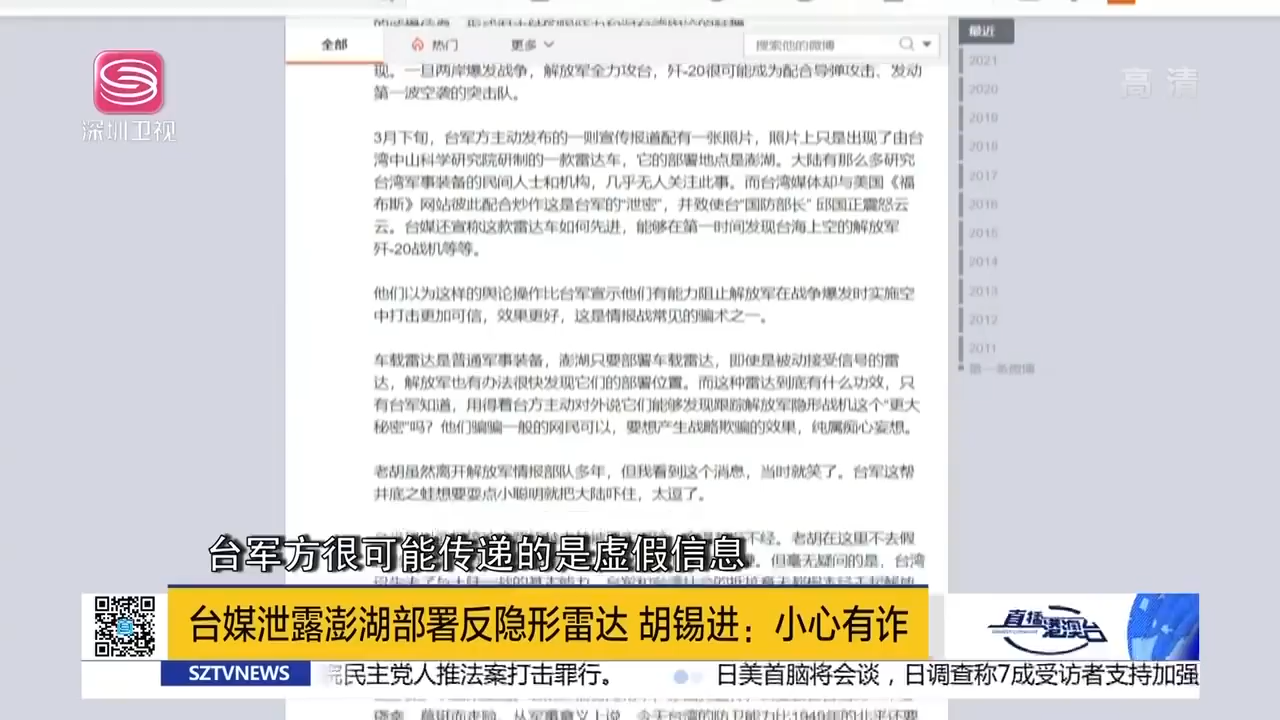 全部
热门
更多
搜索他的微博
最近
2021
2020
2019
2018
2017
2016
2015
2014
2013
2012
2011
第一条微博
深圳卫视
高清
现。一旦两岸爆发战争，解放军全力攻台，歼-20很可能成为配合导弹攻击、发动
第一波空袭的突击队。
3月下旬，台军方主动发布的一则宣传报道配有一张照片，照片上只是出现了由台
湾中山科学研究院研制的一款雷达车，它的部署地点是澎湖。大陆有那么多研究
台湾军事装备的民间人士和机构，几乎无人关注此事。而台湾媒体却与美国《福
布斯》网站彼此配合炒作这是台军的“泄密”，并致使台“国防部长” 邱国正震怒云
云。台媒还宣称这款雷达车如何先进，能够在第一时间发现台海上空的解放军
歼-20战机等等。
他们以为这样的舆论操作比台军宣示他们有能力阻止解放军在战争爆发时实施空
中打击更加可信，效果更好，这是情报战常见的骗术之一。
车载雷达是普通军事装备，澎湖只要部署车载雷达，即使是被动接受信号的雷
达，解放军也有办法很快发现它们的部署位置。而这种雷达到底有什么功效，只
有台军知道，用得着台方主动对外说它们能够发现跟踪解放军隐形战机这个“更大
秘密”吗？他们骗骗一般的网民可以，要想产生战略欺骗的效果，纯属痴心妄想。
老胡虽然离开解放军情报部队多年，但我看到这个消息，当时就笑了。台军这帮
井底之蛙想要耍点小聪明就把大陆吓住，太逗了。
不经。老胡在这里不去假
但毫无疑问的是，台湾
台军方很可能传递的是虚假信息
台媒泄露澎湖部署反隐形雷达 胡锡进：小心有诈
直播港澳台
SZTVNEWS
院民主党人推法案打击罪行。
日美首脑将会谈，日调查称7成受访者支持加强